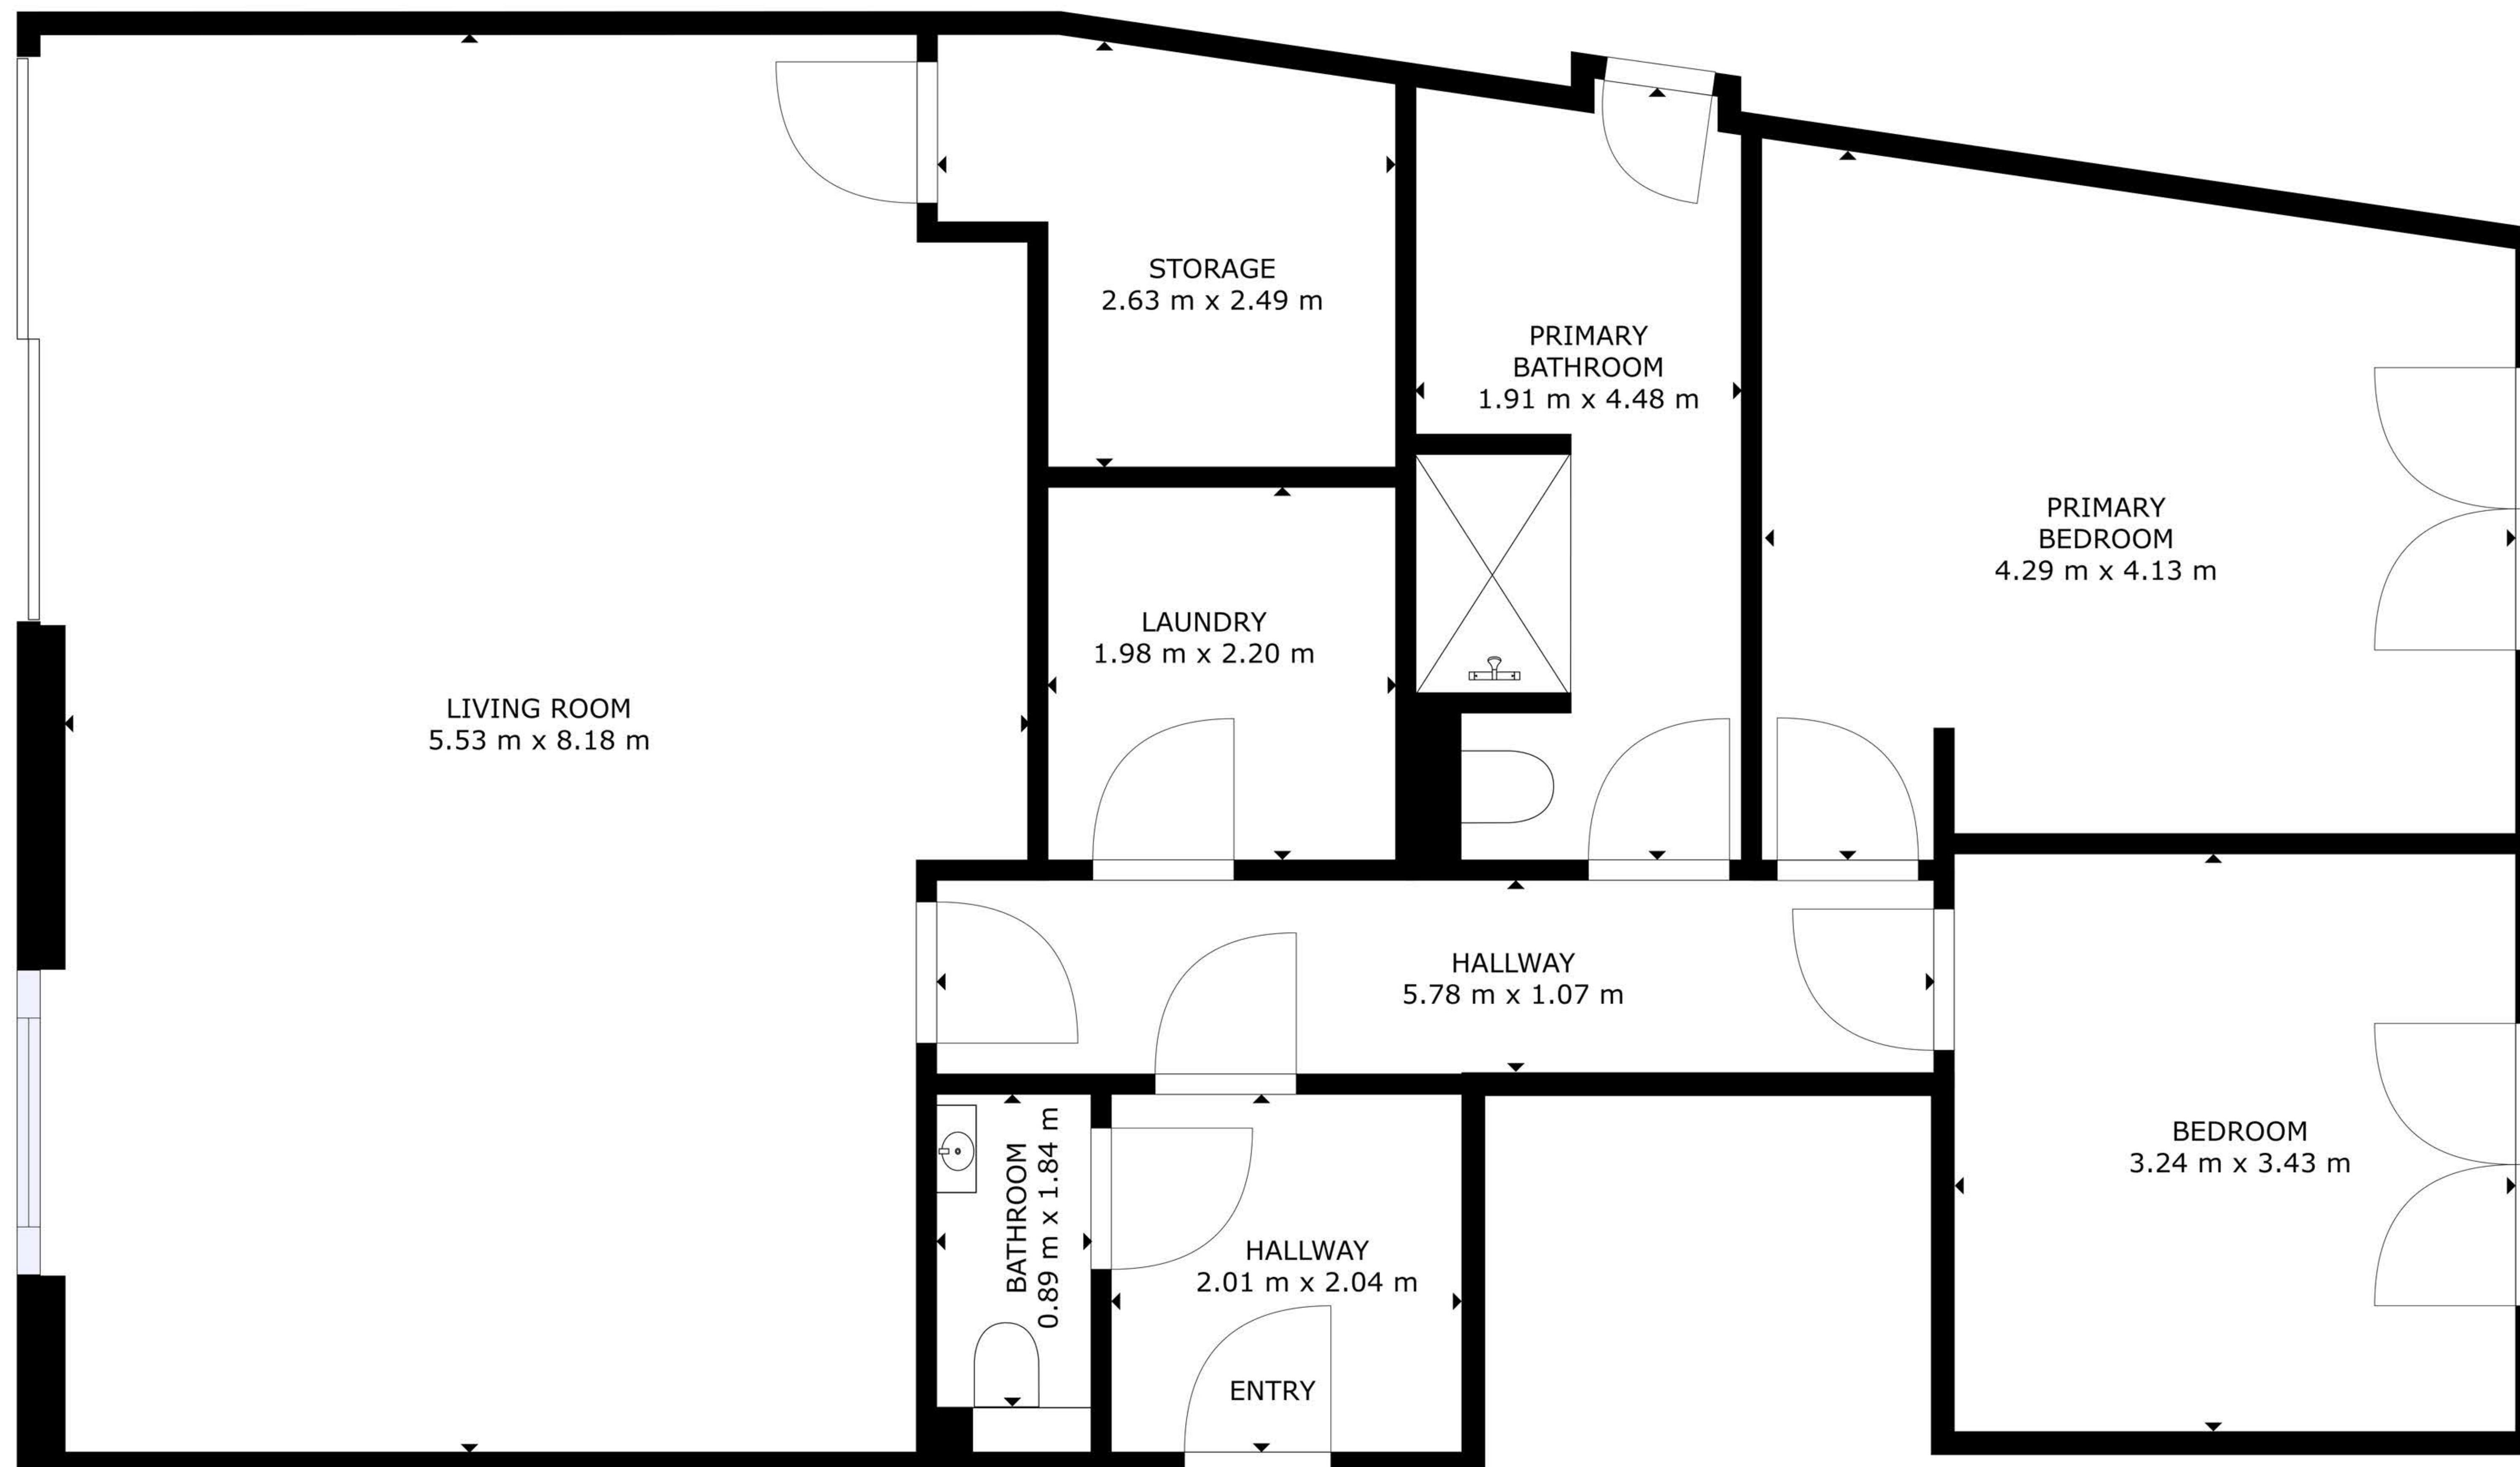 STORAGE
2.63 m x 2.49 m
PRIMARY
BATHROOM
1.91 m x 4.48 m
PRIMARY
BEDROOM
4.29 m x 4.13 m
LAUNDRY
1.98 m x 2.20 m
LIVING ROOM
5.53 m x 8.18 m
HALLWAY
5.78 m x 1.07 m
BEDROOM
3.24 m x 3.43 m
BATHROOM
0.89 m x 1.84 m
HALLWAY
2.01 m x 2.04 m
ENTRY